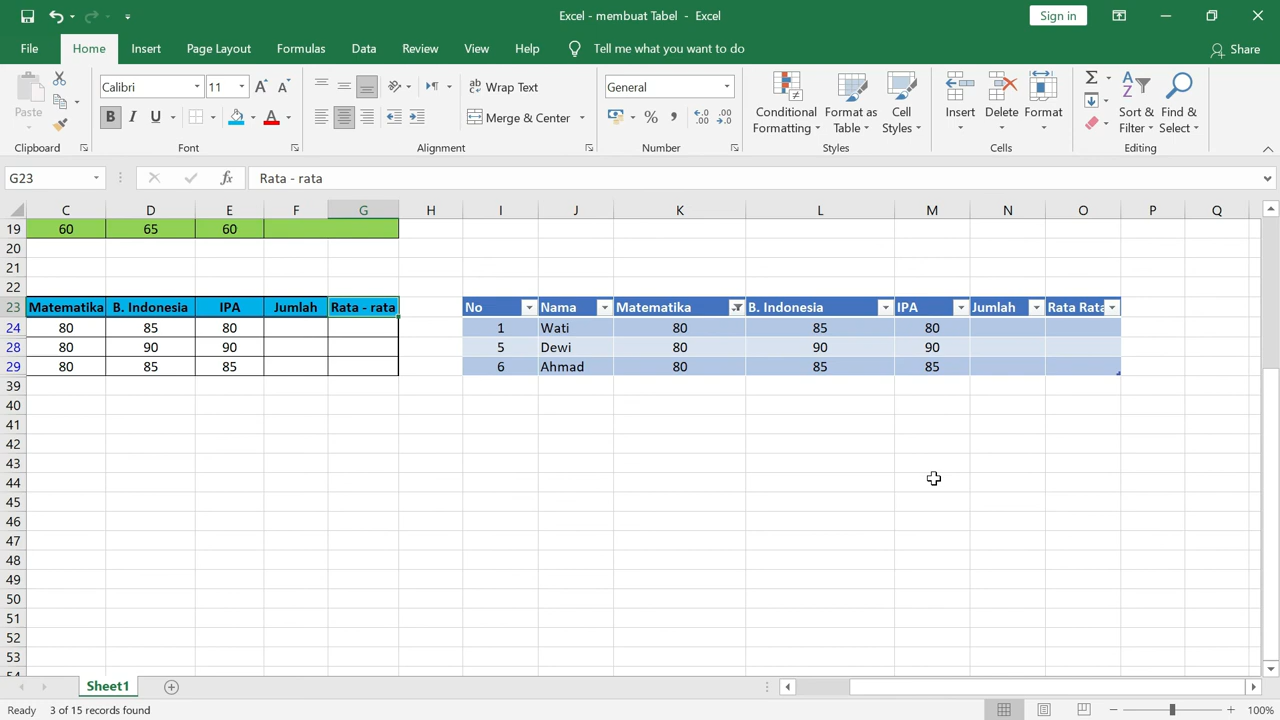 Excel - membuat Tabel - Excel
Sign in
File Home Insert Page Layout Formulas Data Review View Help Tell me what you want to do Share
Paste
Calibri 11
B I U
Wrap Text
Merge & Center
General
Conditional Formatting
Format as Table
Cell Styles
Insert Delete Format
Sort & Filter
Find & Select
Clipboard Font Alignment Number Styles Cells Editing
G23 fx Rata - rata
C D E F G H I J K L M N O P Q
19 60 65 60
20
21
22
23 Matematika B. Indonesia IPA Jumlah Rata - rata No Nama Matematika B. Indonesia IPA Jumlah Rata Rata
24 80 85 80 1 Wati 80 85 80
28 80 90 90 5 Dewi 80 90 90
29 80 85 85 6 Ahmad 80 85 85
39
40
41
42
43
44
45
46
47
48
49
50
51
52
53
54
Sheet1
Ready 3 of 15 records found 100%